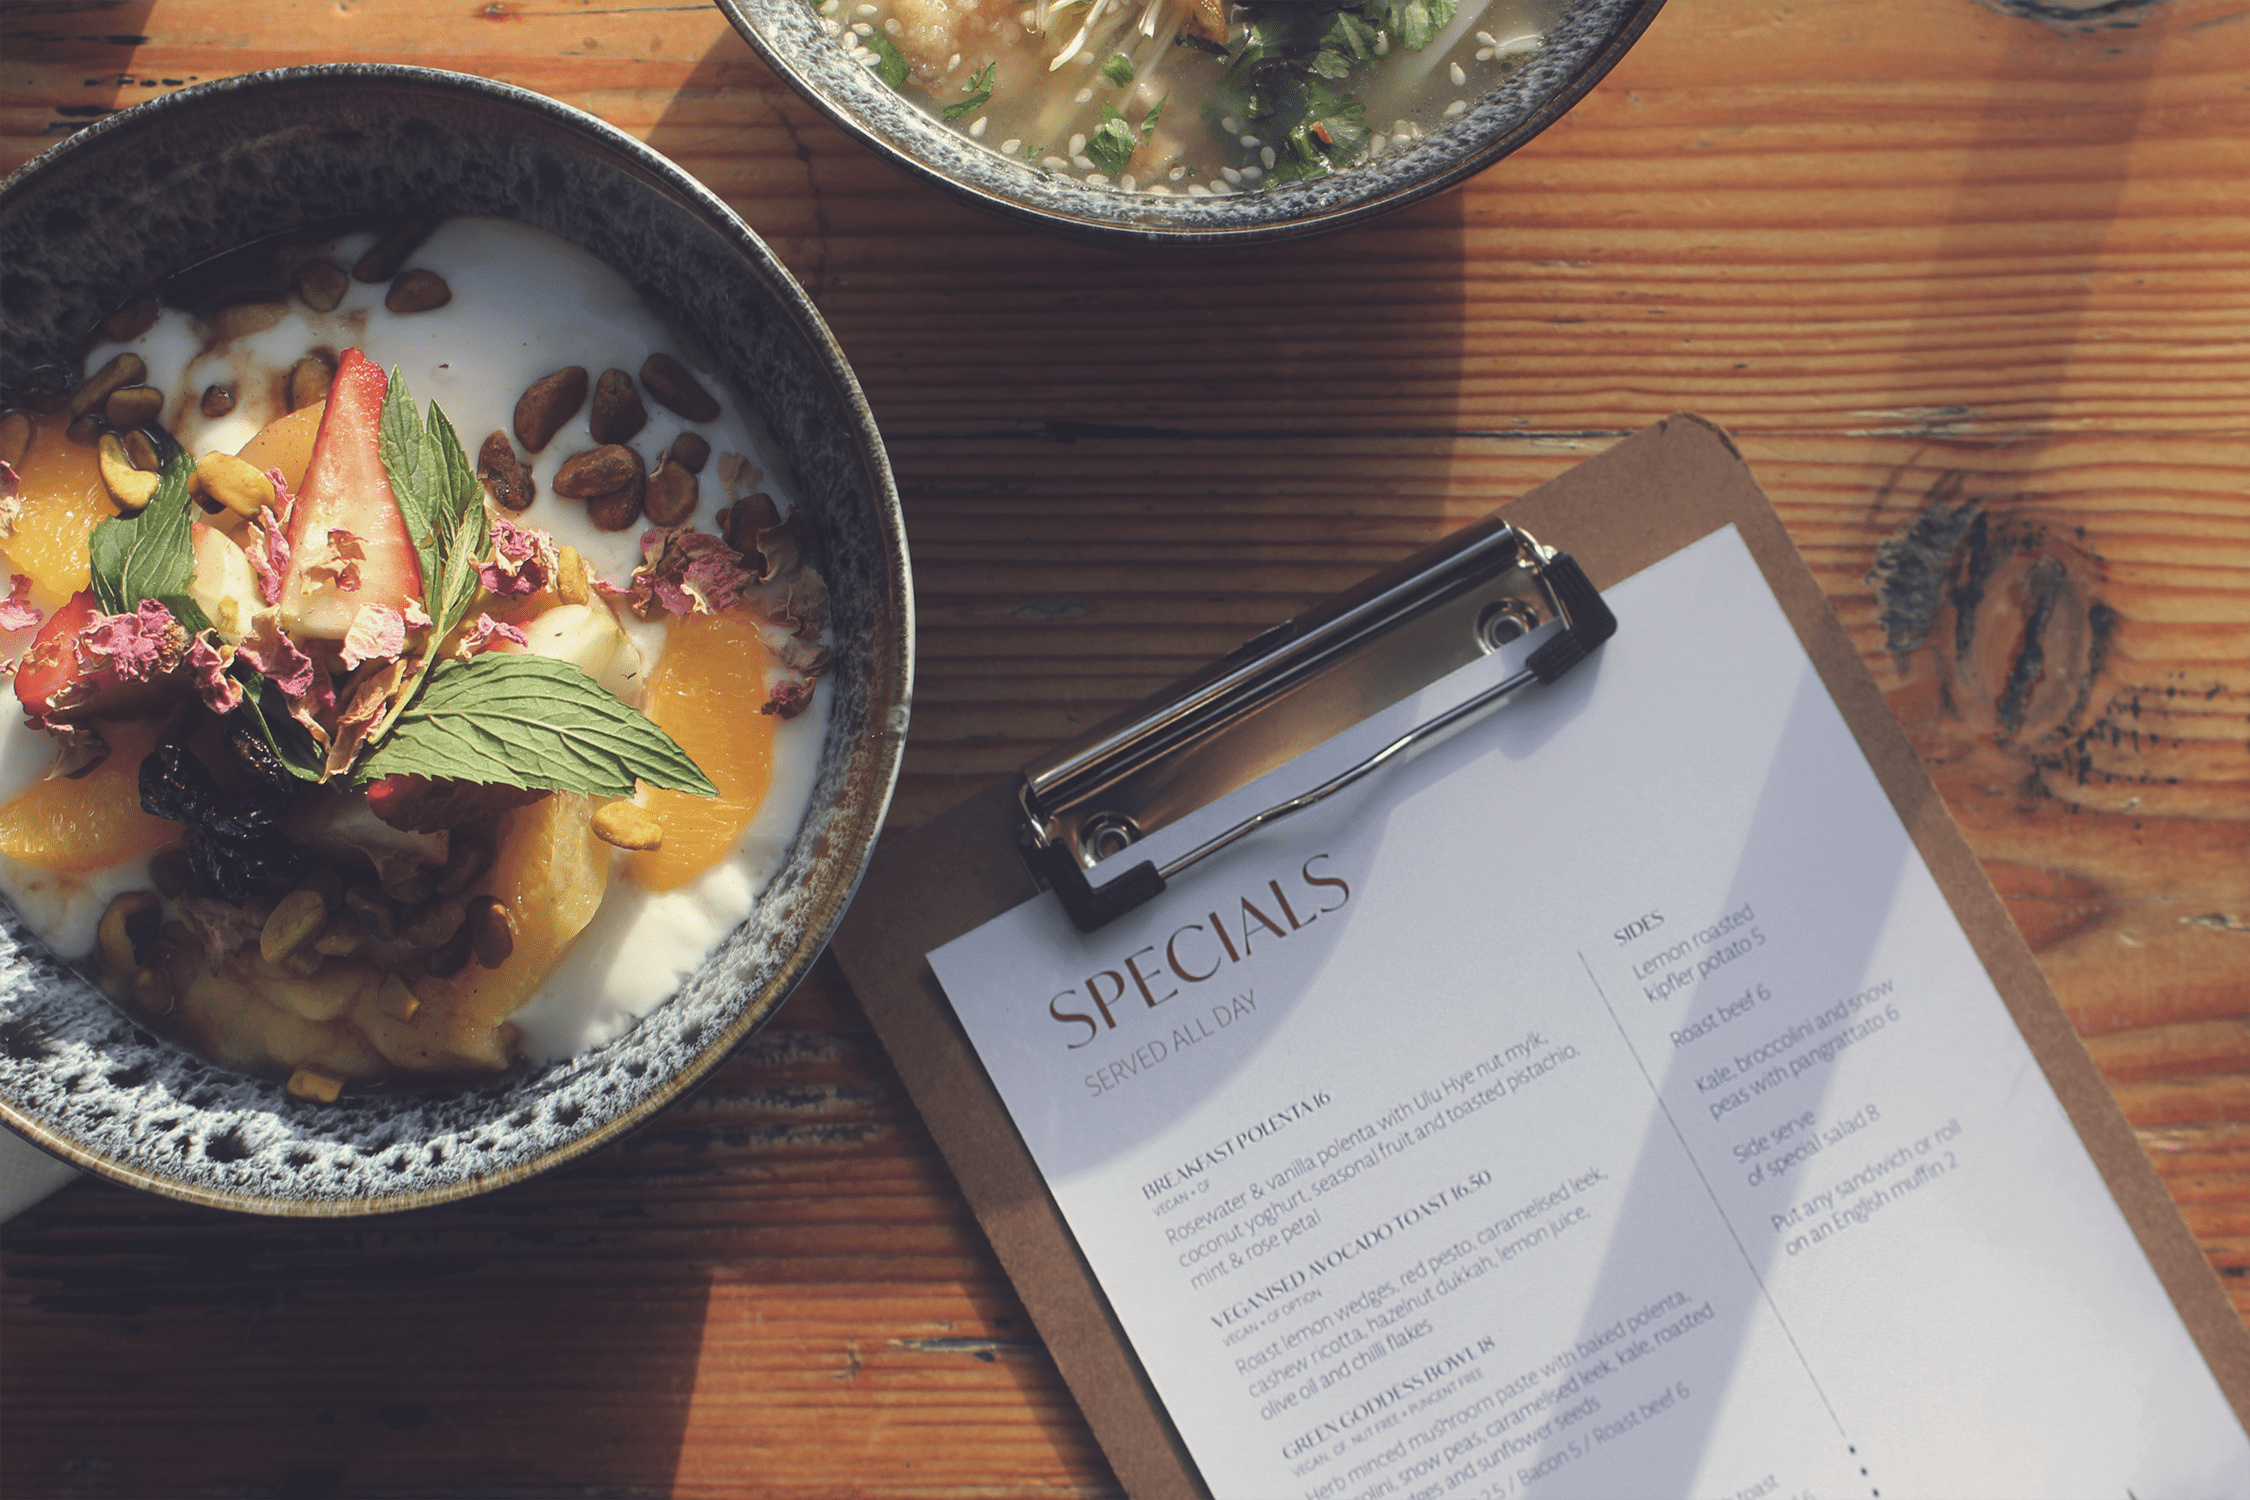 SPECIALS
SERVED ALL DAY
BREAKFAST POLENTA 16
VEGAN + GF
Rosewater & vanilla polenta with Ulu Hye nut mylk,
coconut yoghurt, seasonal fruit and toasted pistachio,
mint & rose petal
VEGANISED AVOCADO TOAST 16.50
VEGAN + GF OPTION
Roast lemon wedges, red pesto, caramelised leek,
cashew ricotta, hazelnut dukkah, lemon juice,
olive oil and chilli flakes
GREEN GODDESS BOWL 18
VEGAN, GF, NUT FREE + PUNGENT FREE
Herb minced mushroom paste with baked polenta,
snow peas, caramelised leek, kale, roasted
and sunflower seeds
Bacon 5 / Roast beef 6
toast
SIDES
Lemon roasted
kipfler potato 5
Roast beef 6
Kale, broccolini and snow
peas with pangrattato 6
Side serve
of special salad 8
Put any sandwich or roll
on an English muffin 2